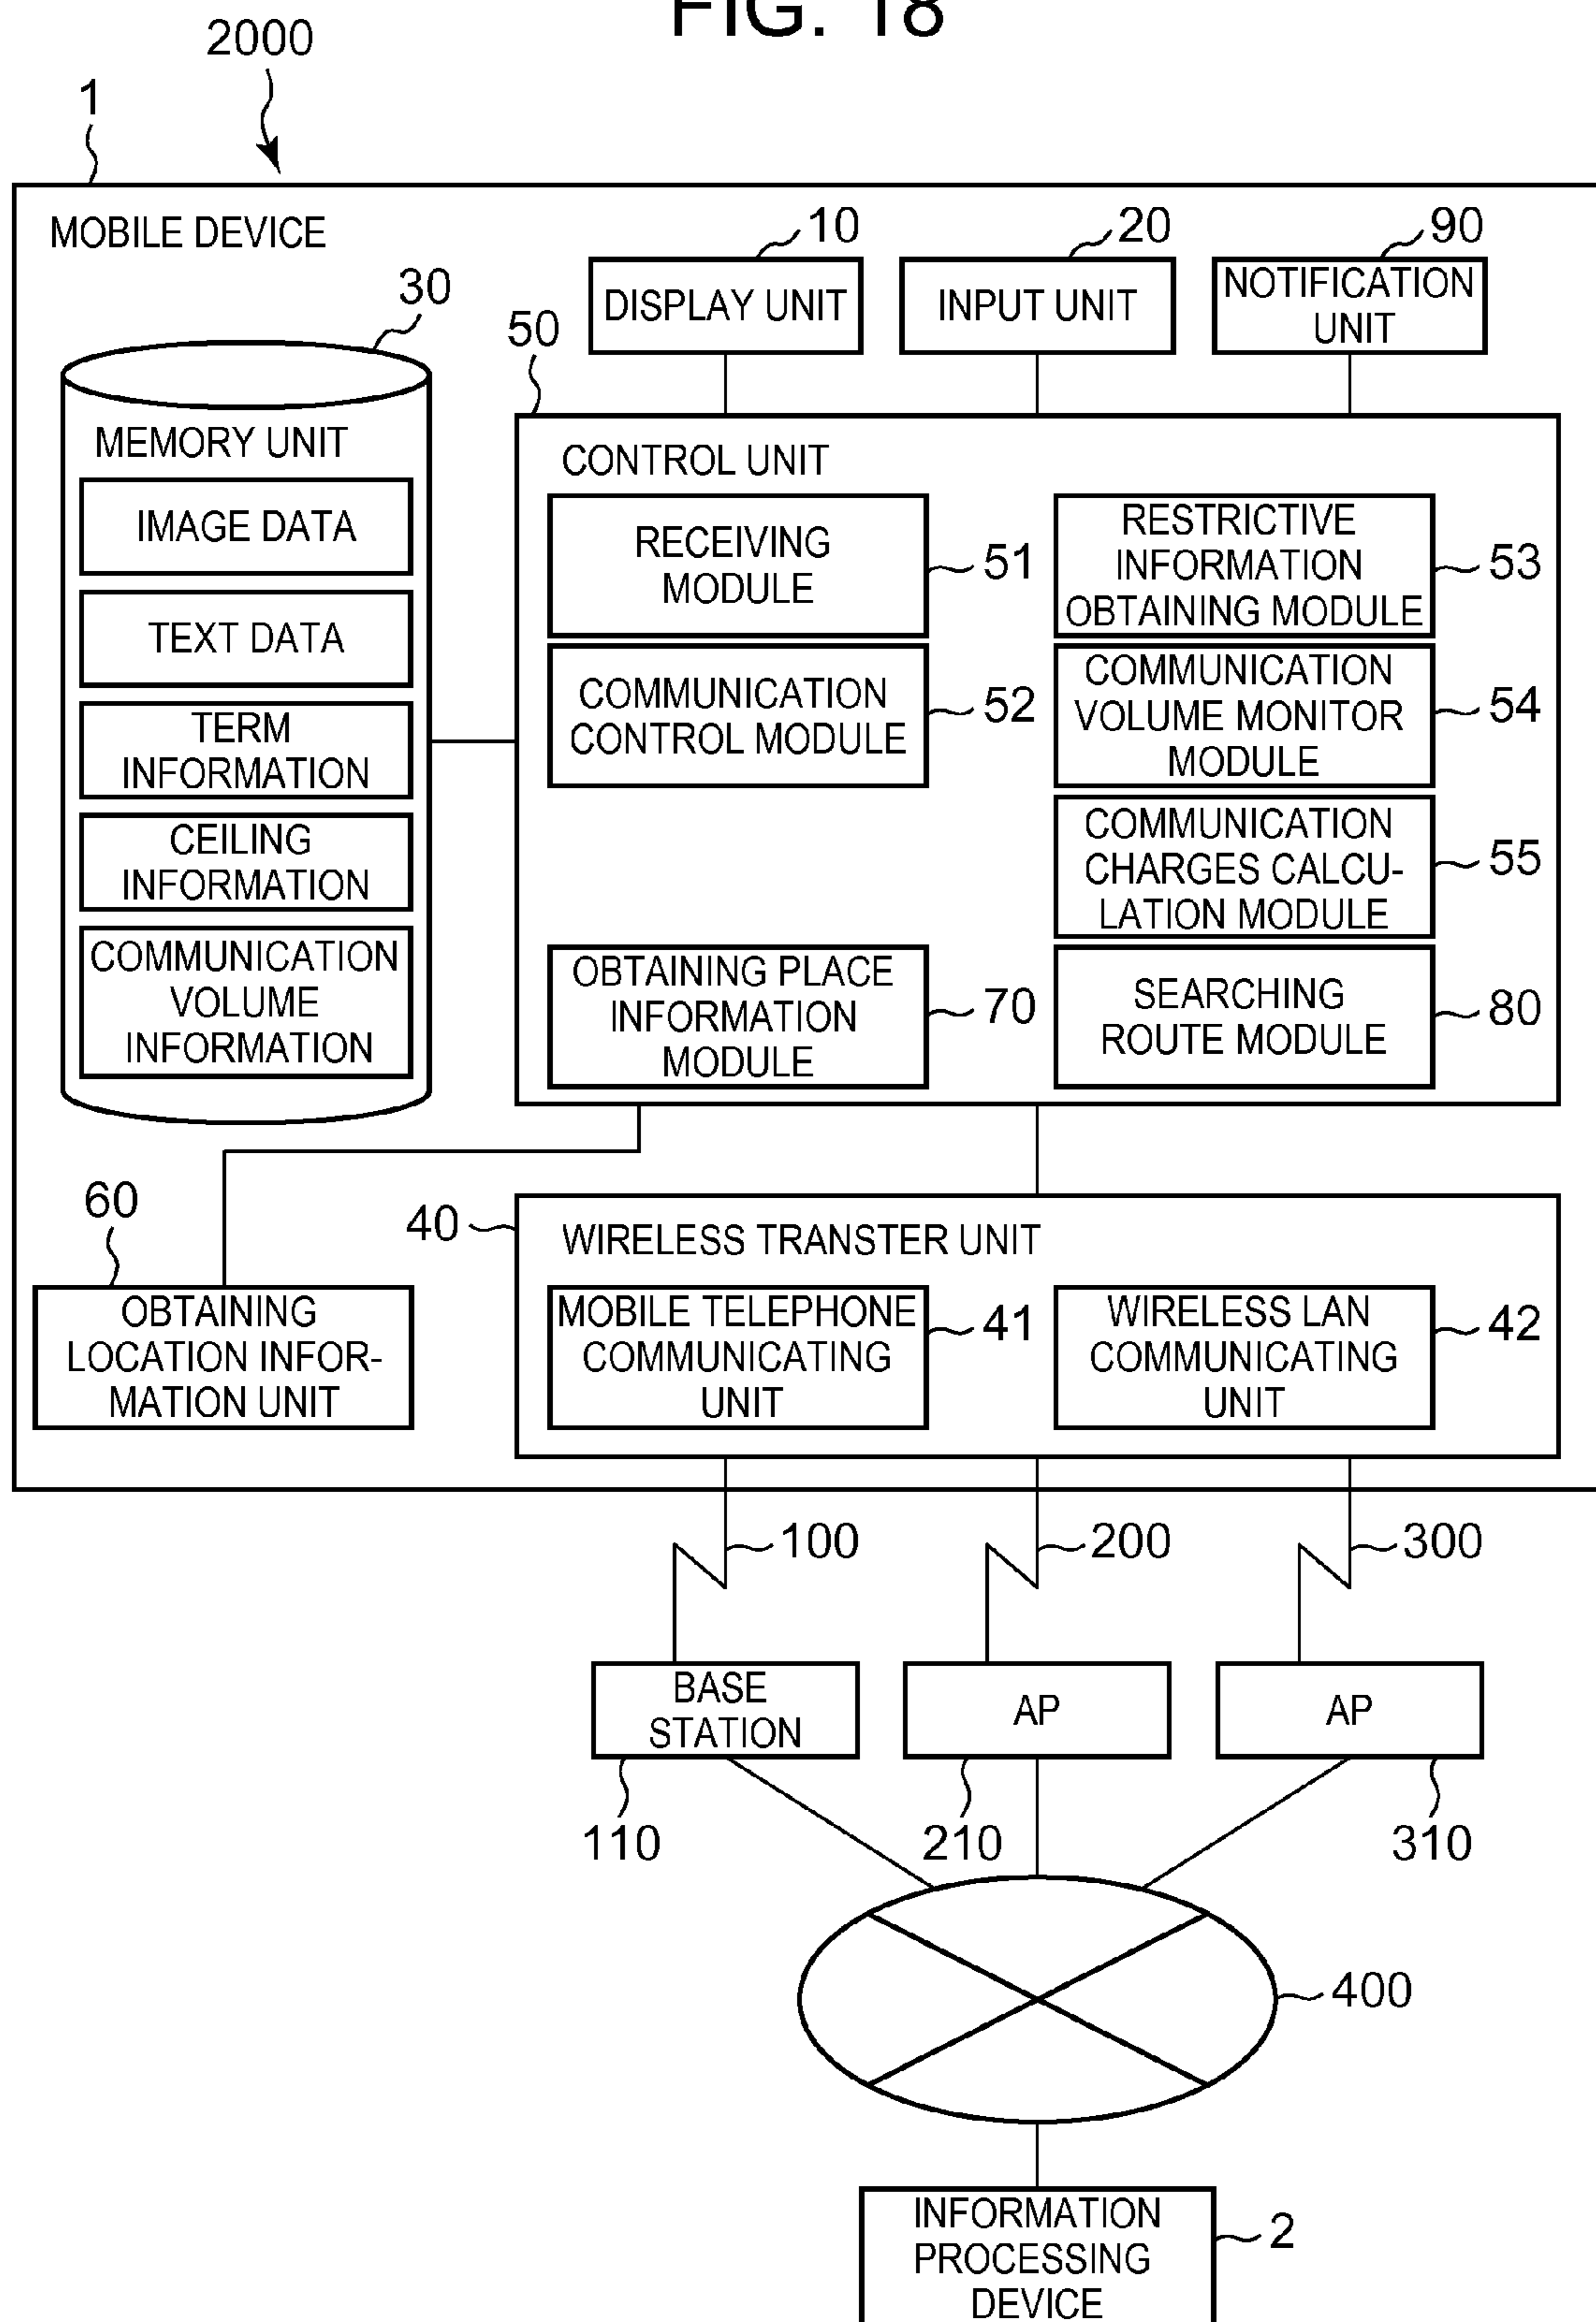 FIG. 18
2000
1
MOBILE DEVICE
10
20
90
DISPLAY UNIT
INPUT UNIT
NOTIFICATION
UNIT
30
50
MEMORY UNIT
IMAGE DATA
TEXT DATA
TERM
INFORMATION
CEILING
INFORMATION
COMMUNICATION
VOLUME
INFORMATION
CONTROL UNIT
RECEIVING
MODULE
51
RESTRICTIVE
INFORMATION
OBTAINING MODULE
53
COMMUNICATION
CONTROL MODULE
52
COMMUNICATION
VOLUME MONITOR
MODULE
54
COMMUNICATION
CHARGES CALCU-
LATION MODULE
55
OBTAINING PLACE
INFORMATION
MODULE
70
SEARCHING
ROUTE MODULE
80
60
OBTAINING
LOCATION INFOR-
MATION UNIT
40
WIRELESS TRANSTER UNIT
MOBILE TELEPHONE
COMMUNICATING
UNIT
41
WIRELESS LAN
COMMUNICATING
UNIT
42
100
200
300
BASE
STATION
AP
AP
110
210
310
400
INFORMATION
PROCESSING
DEVICE
2